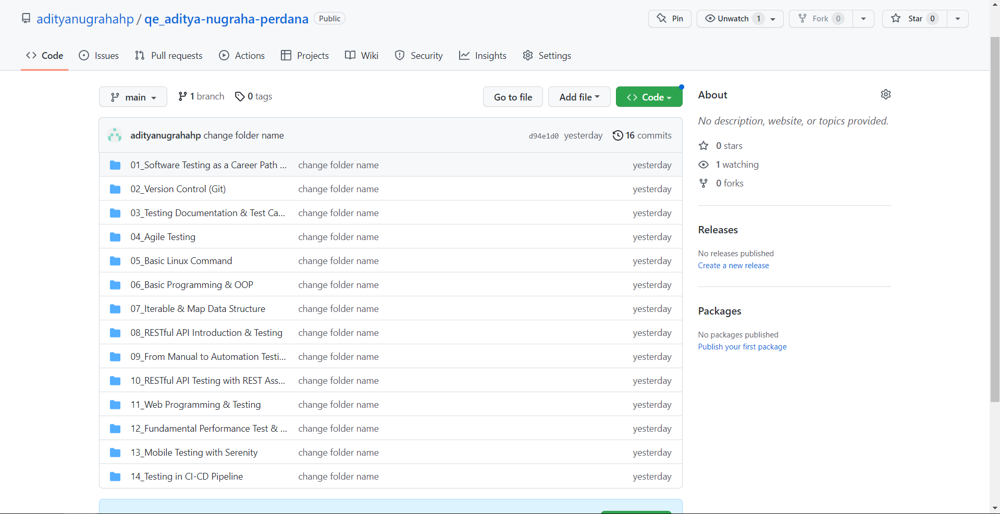 adityanugrahahp / qe_aditya-nugraha-perdana Public Pin Unwatch 1 Fork 0 Star 0
Code Issues Pull requests Actions Projects Wiki Security Insights Settings
main 1 branch 0 tags Go to file Add file Code
adityanugrahahp change folder name d94e1d0 yesterday 16 commits
01_Software Testing as a Career Path ... change folder name yesterday
02_Version Control (Git) change folder name yesterday
03_Testing Documentation & Test Ca... change folder name yesterday
04_Agile Testing change folder name yesterday
05_Basic Linux Command change folder name yesterday
06_Basic Programming & OOP change folder name yesterday
07_Iterable & Map Data Structure change folder name yesterday
08_RESTful API Introduction & Testing change folder name yesterday
09_From Manual to Automation Testi... change folder name yesterday
10_RESTful API Testing with REST Ass... change folder name yesterday
11_Web Programming & Testing change folder name yesterday
12_Fundamental Performance Test & ... change folder name yesterday
13_Mobile Testing with Serenity change folder name yesterday
14_Testing in CI-CD Pipeline change folder name yesterday
About
No description, website, or topics provided.
0 stars
1 watching
0 forks
Releases
No releases published
Create a new release
Packages
No packages published
Publish your first package